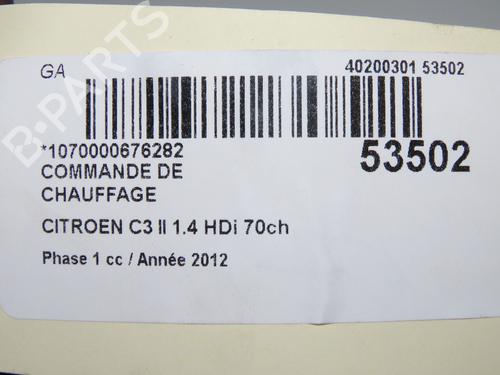 GA
40200301 53502
*1070000676282
53502
COMMANDE DE
CHAUFFAGE
CITROEN C3 II 1.4 HDi 70ch
Phase 1 cc / Année 2012
B-PARTS